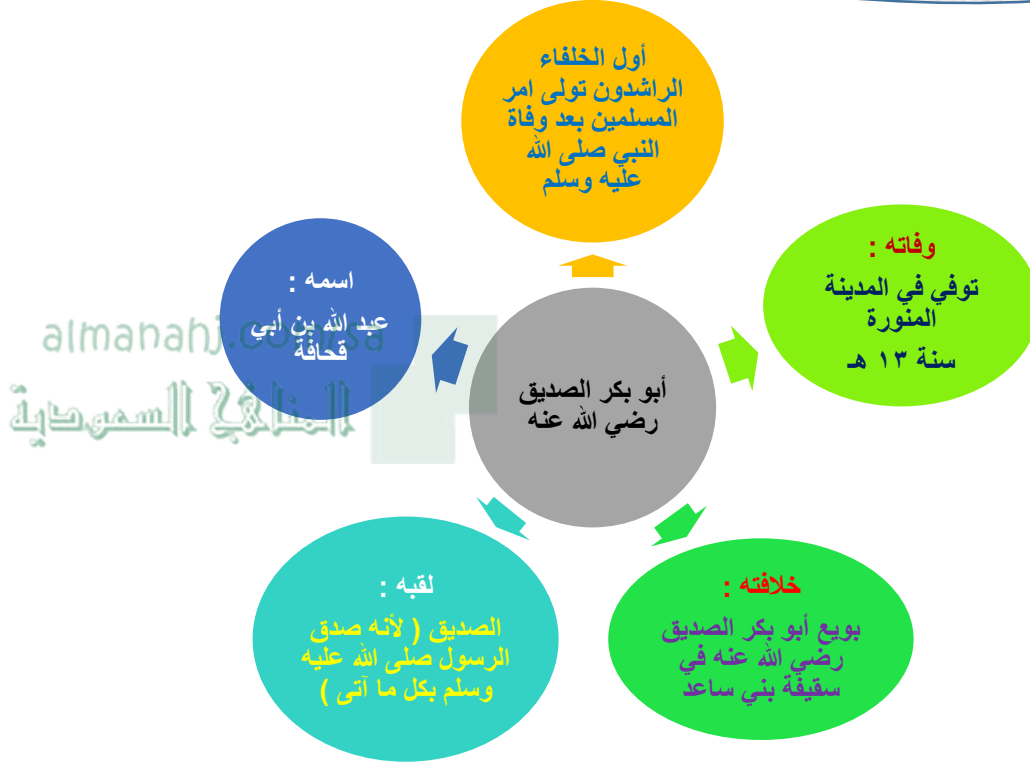 أول الخلفاء
الراشدون تولى امر
المسلمين بعد وفاة
النبي صلى الله
عليه وسلم
وفاته :
توفي في المدينة
المنورة
سنة ١٣ هـ
اسمه :
عبد الله بن أبي
قحافة
أبو بكر الصديق
رضي الله عنه
خلافته :
بويع أبو بكر الصديق
رضي الله عنه في
سقيفة بني ساعد
لقبه :
الصديق ( لأنه صدق
الرسول صلى الله عليه
وسلم بكل ما آتى )
almanahj.com/sa
المناهج السعودية